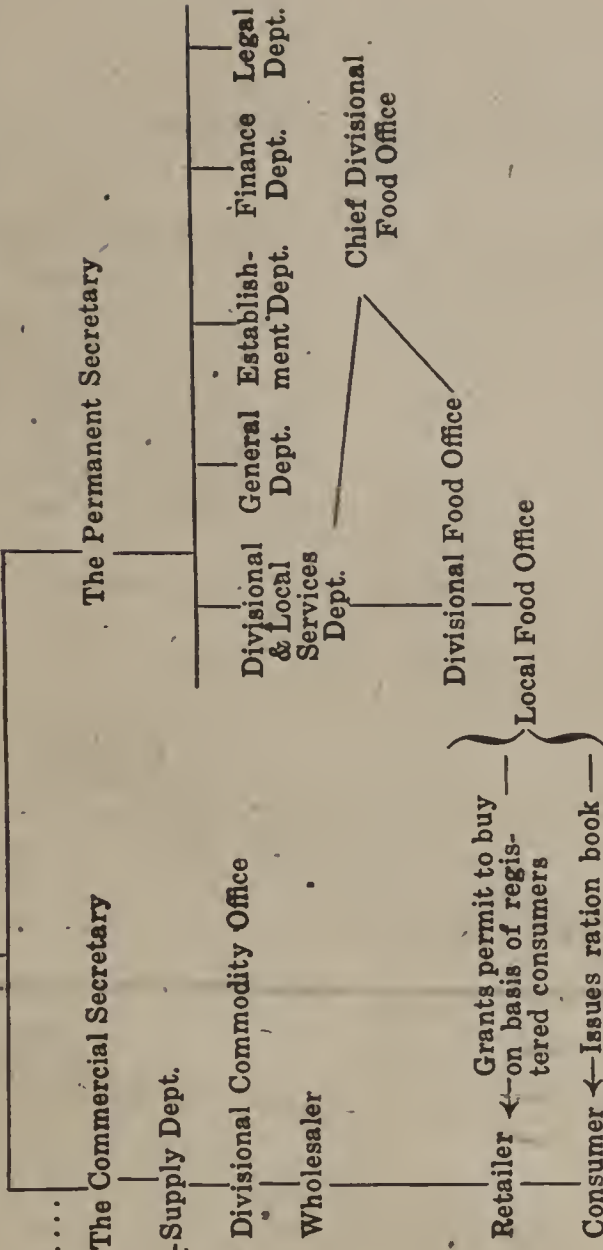 The Permanent Secretary
Divisional
& Local
Services
Dept.
General
Dept.
Establish-
ment Dept.
Finance
Dept.
Legal
Dept.
Chief Divisional
Food Office
Divisional Food Office
Local Food Office
....
The Commercial Secretary
-Supply Dept.
Divisional Commodity Office
Wholesaler
Retailer
Grants permit to buy
on basis of regis-
tered consumers
Consumer
Issues ration book